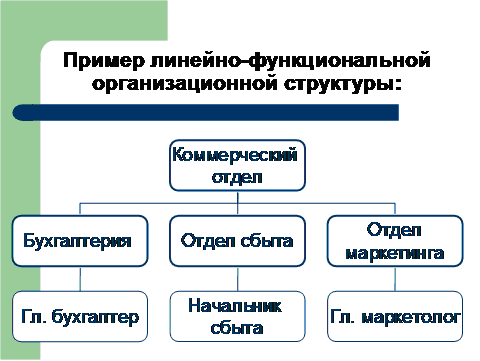 Пример линейно-функциональной
организационной структуры:
Коммерческий
отдел
Бухгалтерия
Отдел сбыта
Отдел
маркетинга
Гл. бухгалтер
Начальник
сбыта
Гл. маркетолог